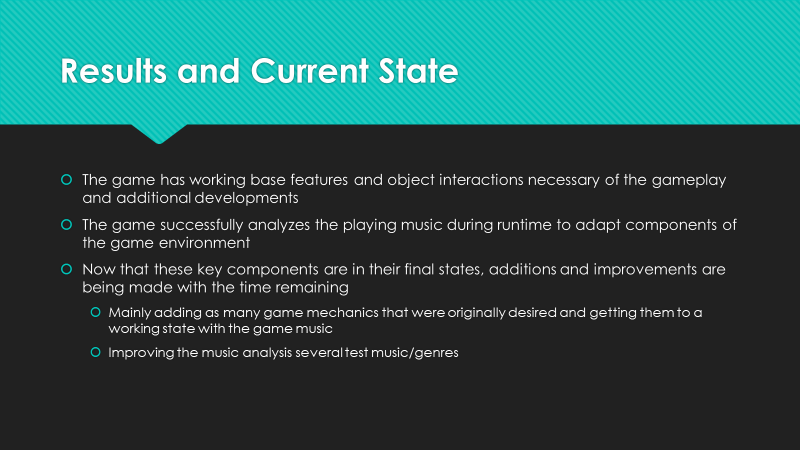 Results and Current State
The game has working base features and object interactions necessary of the gameplay
and additional developments
The game successfully analyzes the playing music during runtime to adapt components of
the game environment
Now that these key components are in their final states, additions and improvements are
being made with the time remaining
Mainly adding as many game mechanics that were originally desired and getting them to a
working state with the game music
Improving the music analysis several test music/genres